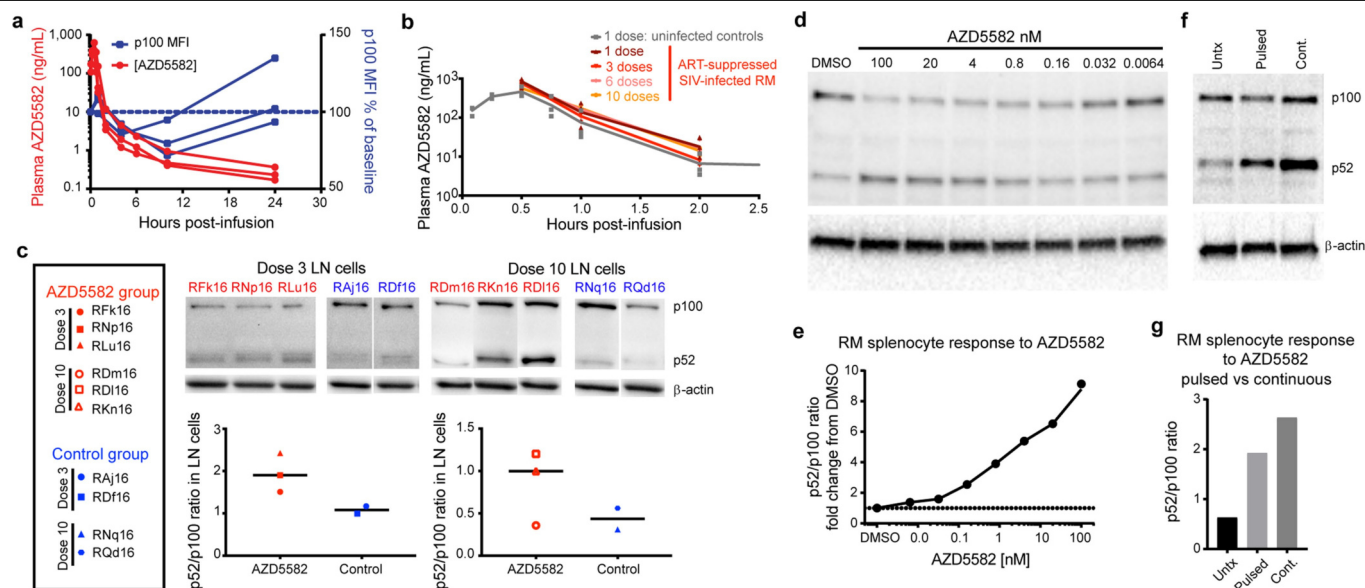 a
Plasma AZD5582 (ng/mL)
1,000
100
10
1
0.1
p100 MFI
[AZD5582]
150
100
50
p100 MFI % of baseline
0 6 12 18 24 30
Hours post-infusion
b
Plasma AZD5582 (ng/mL)
10³
10²
10¹
10⁰
1 dose: uninfected controls
1 dose
3 doses
6 doses
10 doses
ART-suppressed
SIV-infected RM
0.0 0.5 1.0 1.5 2.0 2.5
Hours post-infusion
c
AZD5582 group
Dose 3
RFk16
RNp16
RLu16
Dose 10
RDm16
RDl16
RKn16
Control group
Dose 3
RAj16
RDf16
Dose 10
RNq16
RQd16
Dose 3 LN cells
RFk16 RNp16 RLu16 RAj16 RDf16
Dose 10 LN cells
RDm16 RKn16 RDl16 RNq16 RQd16
p100
p52
β-actin
p52/p100 ratio in LN cells
3
2
1
0
AZD5582 Control
p52/p100 ratio in LN cells
1.5
1.0
0.5
0.0
AZD5582 Control
d
AZD5582 nM
DMSO 100 20 4 0.8 0.16 0.032 0.0064
e
RM splenocyte response to AZD5582
p52/p100 ratio
fold change from DMSO
10
8
6
4
2
0
DMSO 0.0 0.1 1 10 100
AZD5582 [nM]
f
Untx Pulsed Cont.
p100
p52
β-actin
g
RM splenocyte response
to AZD5582
pulsed vs continuous
p52/p100 ratio
3
2
1
0
Untx Pulsed Cont.